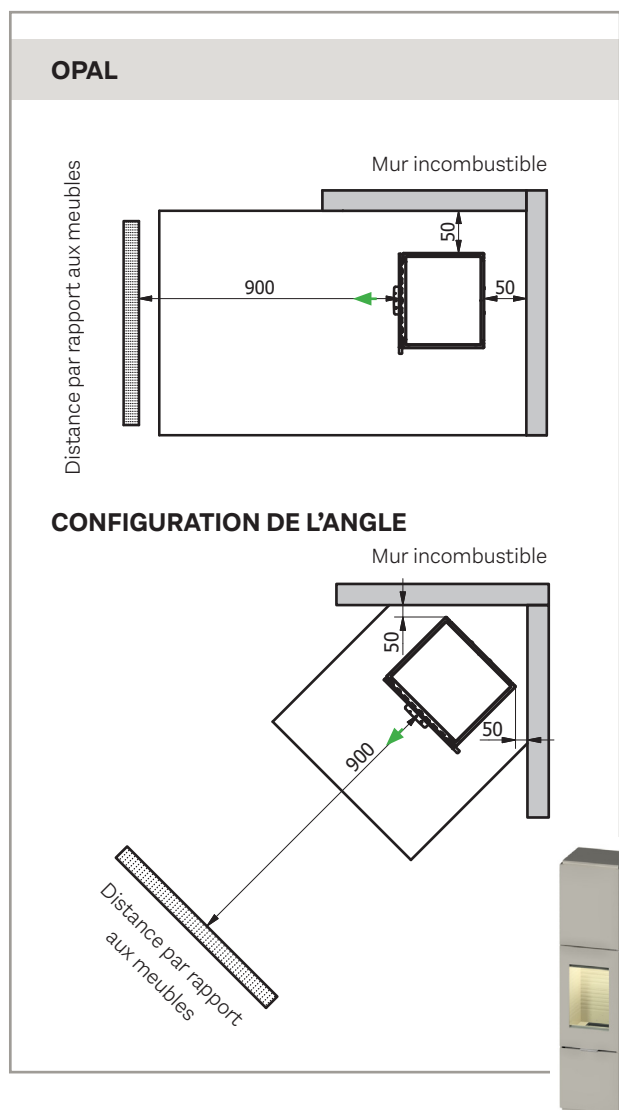 OPAL
Mur incombustible
Distance par rapport aux meubles
50
900
50
CONFIGURATION DE L'ANGLE
Mur incombustible
50
50
900
Distance par rapport
aux meubles